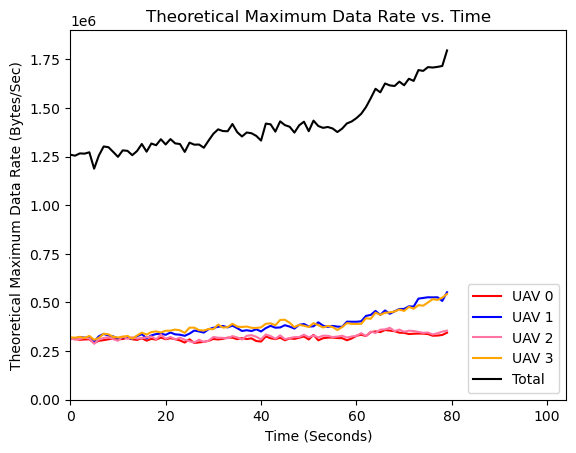 Theoretical Maximum Data Rate vs. Time
1e6
Theoretical Maximum Data Rate (Bytes/Sec)
1.75
1.50
1.25
1.00
0.75
0.50
0.25
0.00
UAV 0
UAV 1
UAV 2
UAV 3
Total
0 20 40 60 80 100
Time (Seconds)